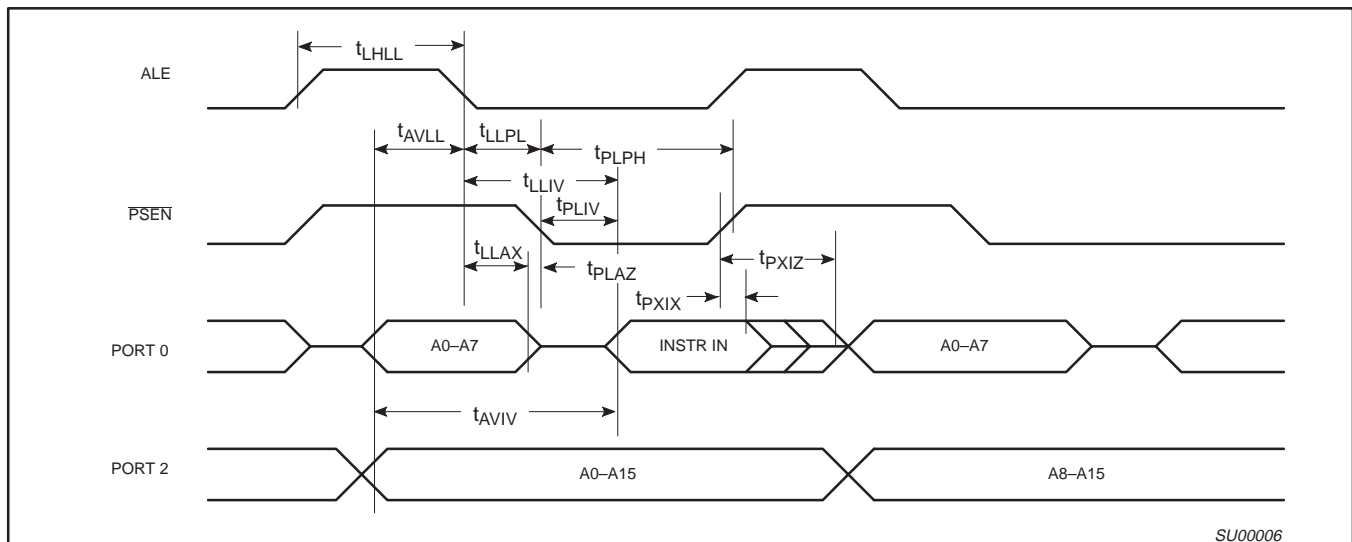 tLHLL
ALE
tAVLL
tLLPL
tPLPH
tLLIV
PSEN
tPLIV
tLLAX
tPLAZ
tPXIZ
tPXIX
PORT 0
A0–A7
INSTR IN
A0–A7
tAVIV
PORT 2
A0–A15
A8–A15
SU00006